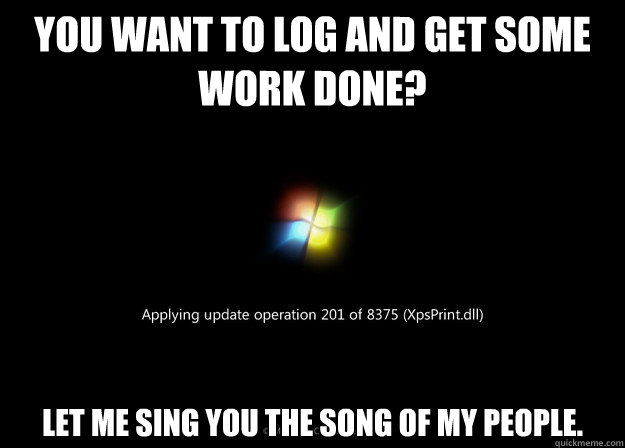 YOU WANT TO LOG AND GET SOME
WORK DONE?
Applying update operation 201 of 8375 (XpsPrint.dll)
LET ME SING YOU THE SONG OF MY PEOPLE.
quickmeme.com